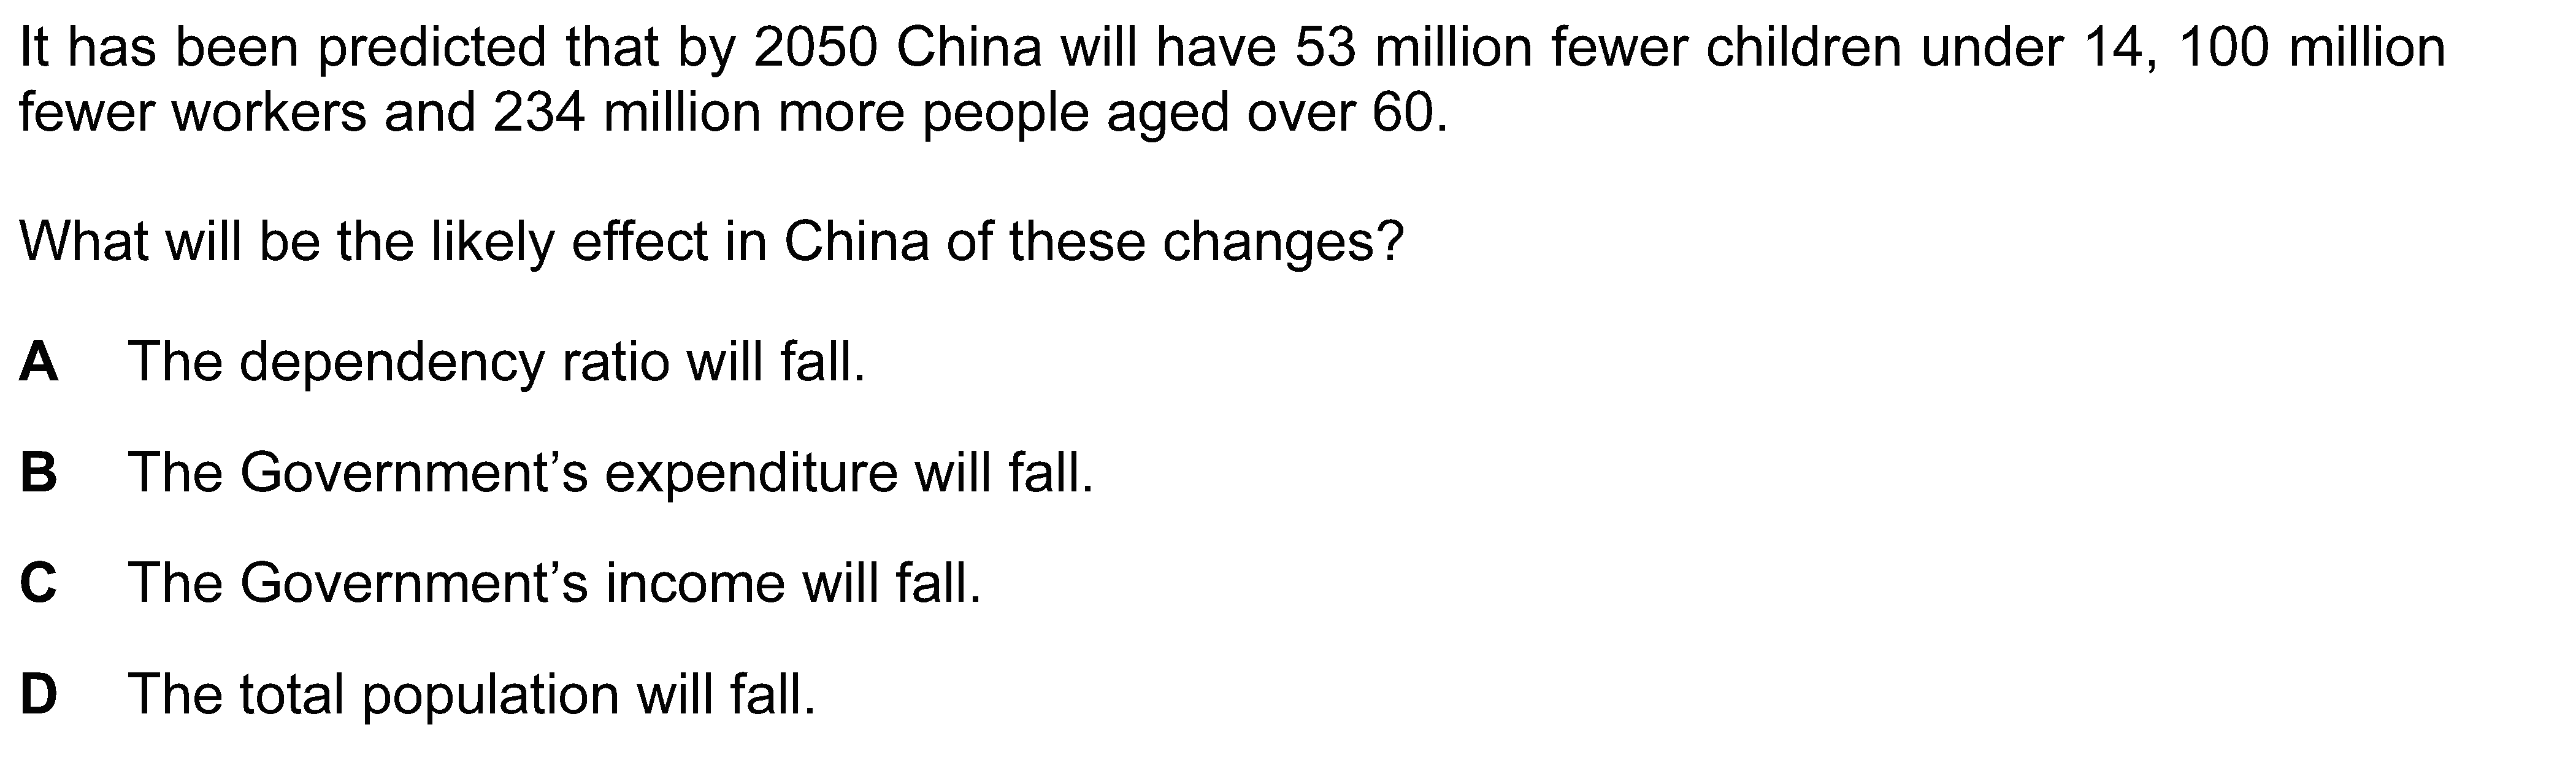 It has been predicted that by 2050 China will have 53 million fewer children under 14, 100 million
fewer workers and 234 million more people aged over 60.
What will be the likely effect in China of these changes?
A The dependency ratio will fall.
B The Government’s expenditure will fall.
C The Government’s income will fall.
D The total population will fall.